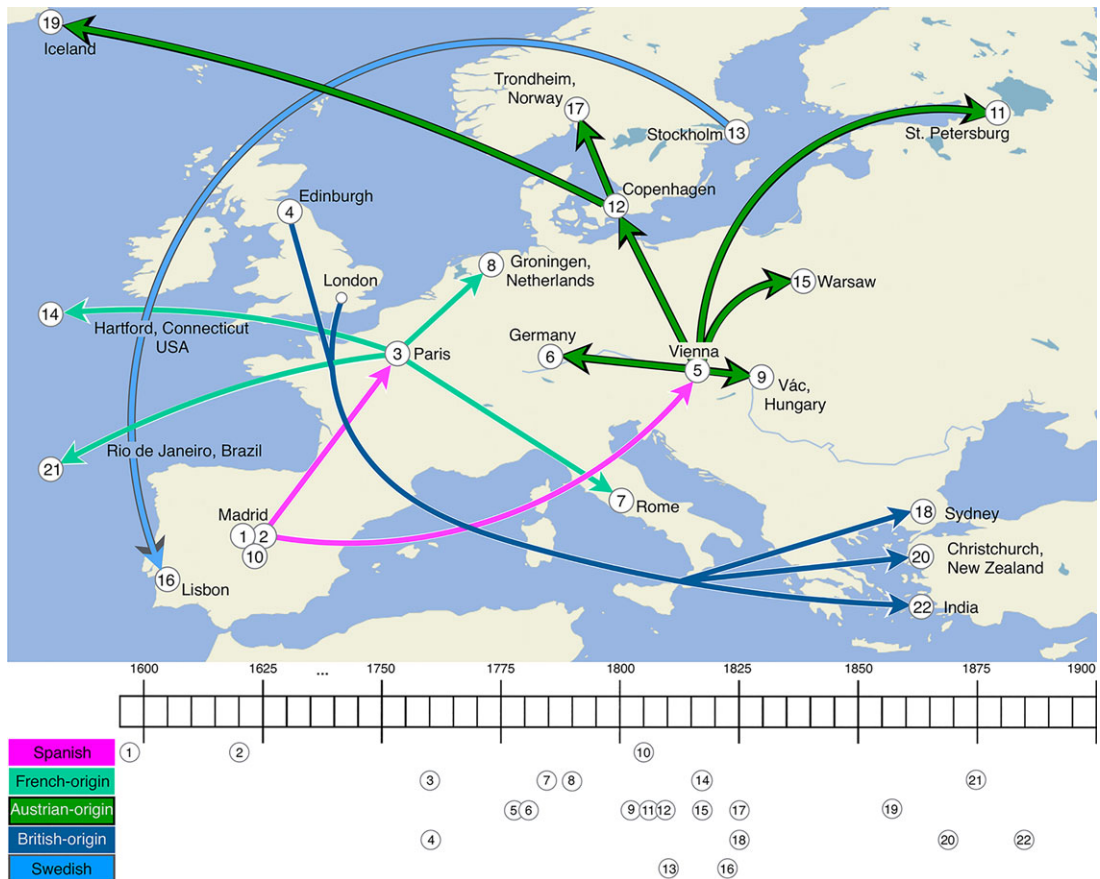 19
Iceland
Trondheim,
Norway
17
11
St. Petersburg
Stockholm
13
Copenhagen
12
Edinburgh
4
8
Groningen,
Netherlands
London
15
Warsaw
14
Hartford, Connecticut
USA
3
Paris
Germany
6
Vienna
5
9
Vác,
Hungary
Rio de Janeiro, Brazil
21
7
Rome
Madrid
1 2
10
16
Lisbon
18
Sydney
20
Christchurch,
New Zealand
22
India
1600 1625 ... 1750 1775 1800 1825 1850 1875 1900
Spanish 1 2 10
French-origin 3 7 8 14 21
Austrian-origin 5 6 9 11 12 15 17 19
British-origin 4 18 20 22
Swedish 13 16